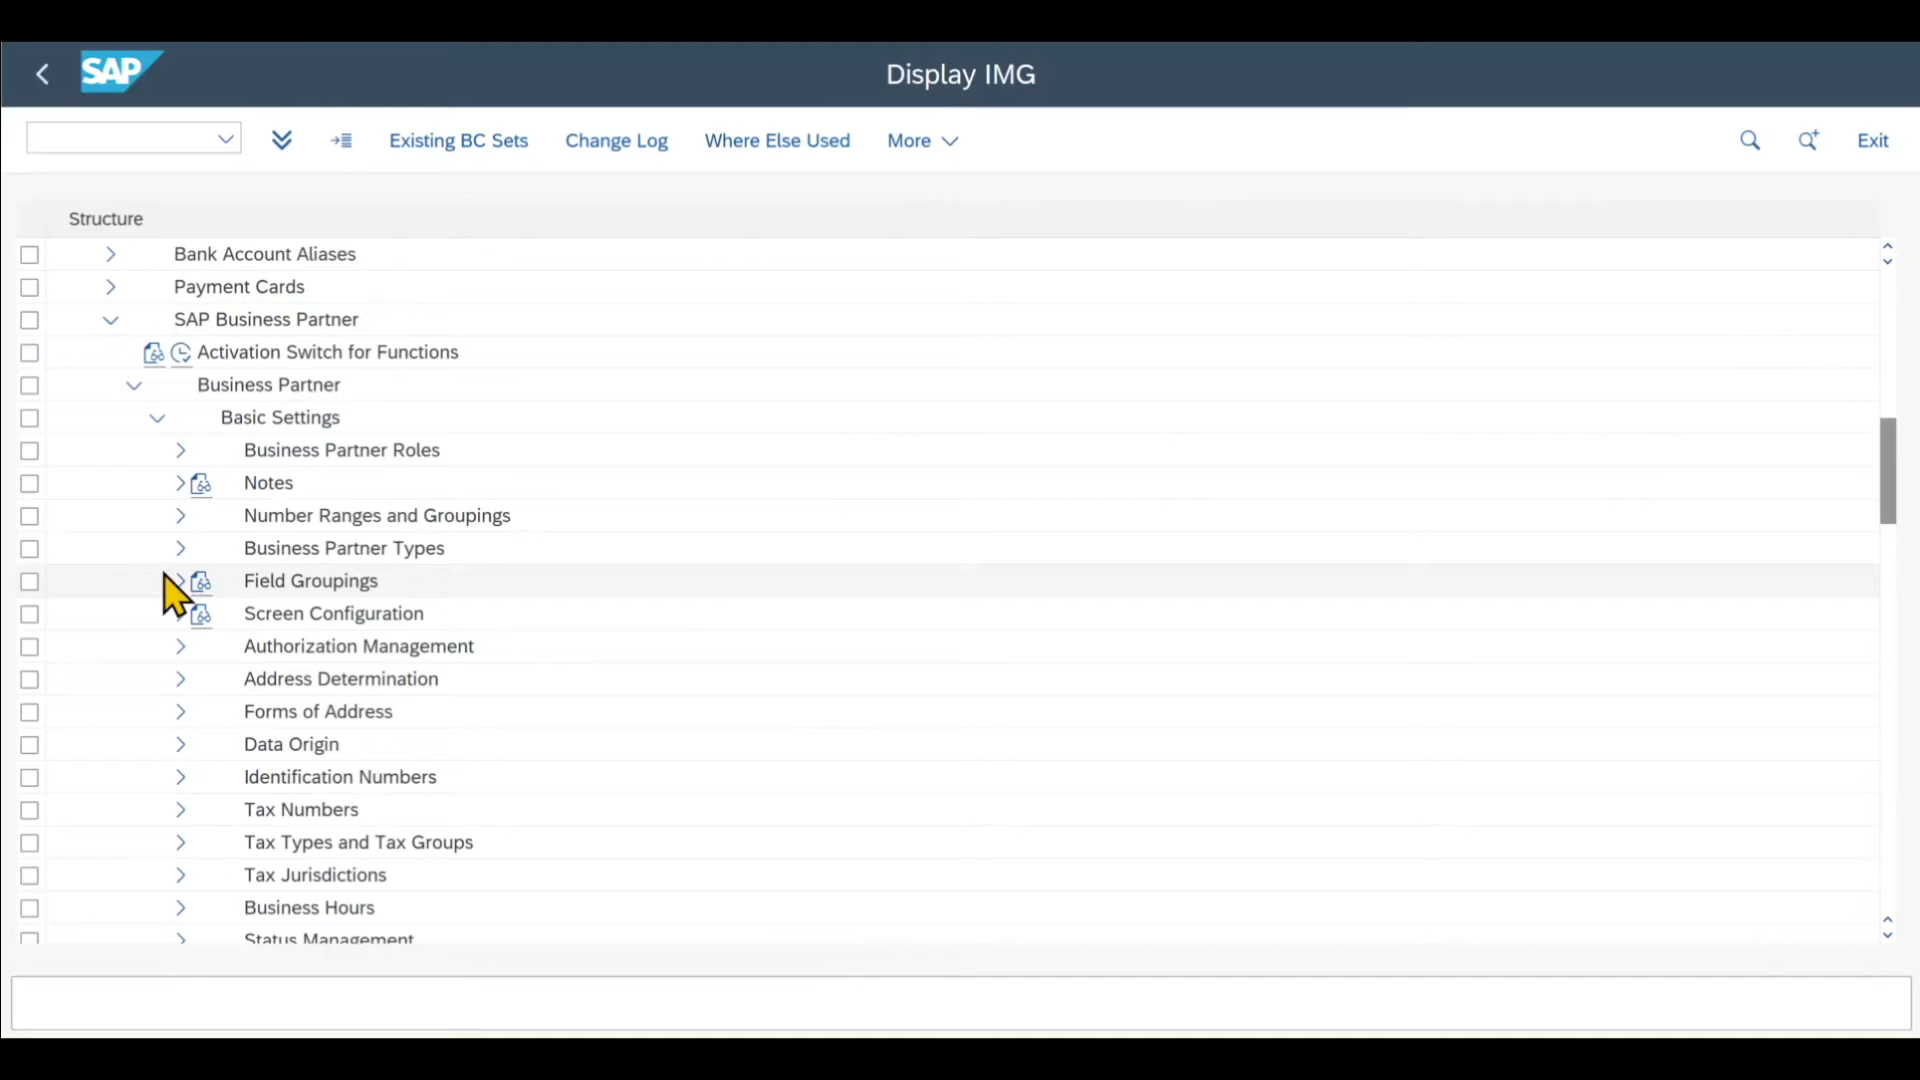 SAP
Display IMG
Existing BC Sets
Change Log
Where Else Used
More
Exit
Structure
Bank Account Aliases
Payment Cards
SAP Business Partner
Activation Switch for Functions
Business Partner
Basic Settings
Business Partner Roles
Notes
Number Ranges and Groupings
Business Partner Types
Field Groupings
Screen Configuration
Authorization Management
Address Determination
Forms of Address
Data Origin
Identification Numbers
Tax Numbers
Tax Types and Tax Groups
Tax Jurisdictions
Business Hours
Status Management